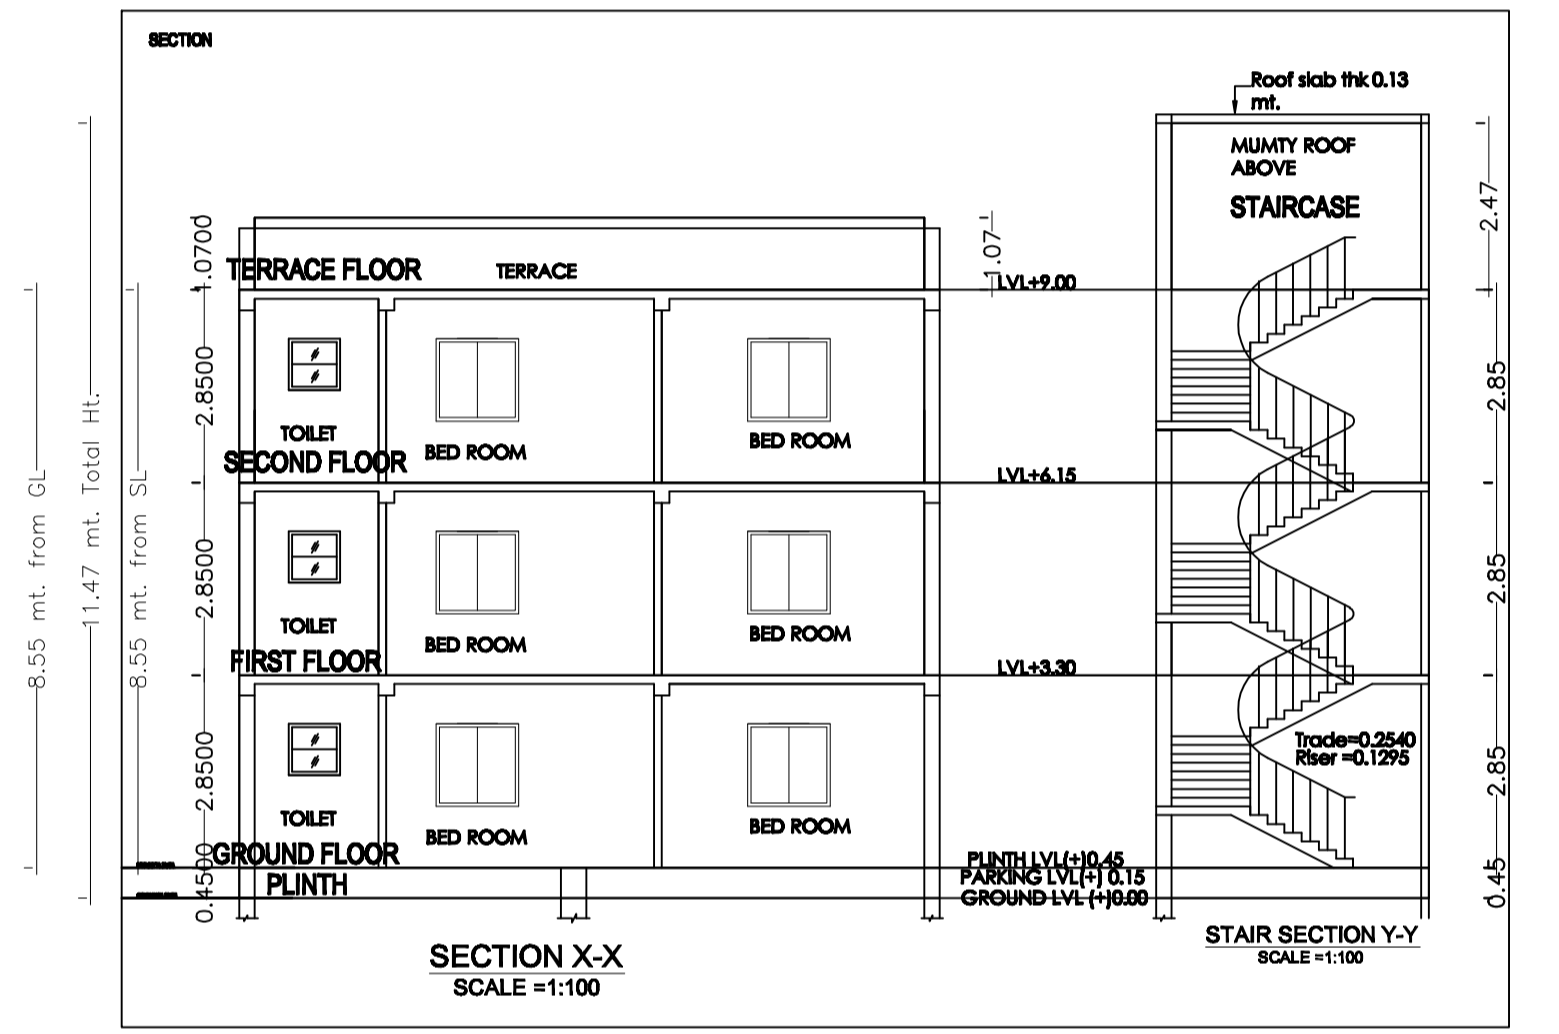 SECTION
Roof slab thk 0.13
mt.
MUMTY ROOF
ABOVE
STAIRCASE
2.47
1.0700
TERRACE FLOOR
TERRACE
1.07
LVL+9.00
2.8500
TOILET
BED ROOM
BED ROOM
2.85
SECOND FLOOR
LVL+6.15
8.55 mt. from GL
11.47 mt. Total Ht.
8.55 mt. from SL
2.8500
TOILET
BED ROOM
BED ROOM
2.85
FIRST FLOOR
LVL+3.30
2.8500
TOILET
BED ROOM
BED ROOM
Trade=0.2540
Riser =0.1295
2.85
GROUND FLOOR
PLINTH
0.4500
PLINTH LVL(+)0.45
PARKING LVL(+) 0.15
GROUND LVL (+)0.00
0.45
SECTION X-X
SCALE =1:100
STAIR SECTION Y-Y
SCALE =1:100